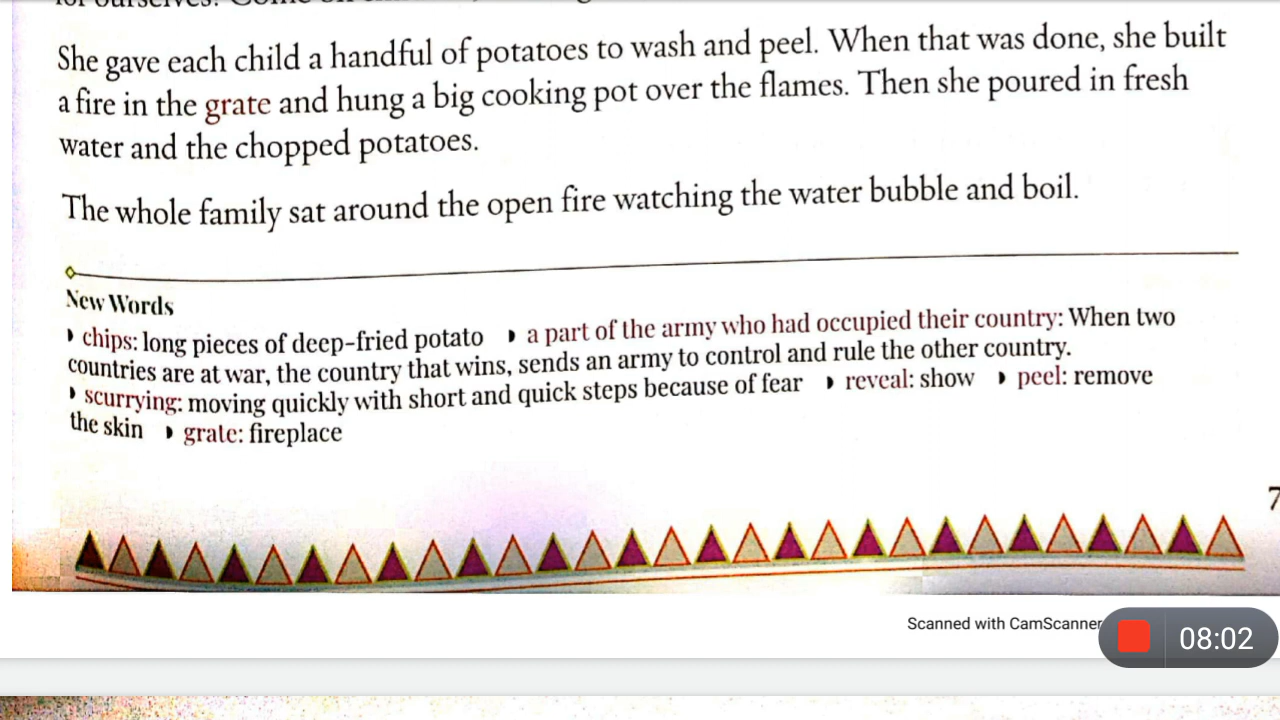 She gave each child a handful of potatoes to wash and peel. When that was done, she built
a fire in the grate and hung a big cooking pot over the flames. Then she poured in fresh
water and the chopped potatoes.
The whole family sat around the open fire watching the water bubble and boil.
New Words
chips: long pieces of deep-fried potato a part of the army who had occupied their country: When two
countries are at war, the country that wins, sends an army to control and rule the other country.
scurrying: moving quickly with short and quick steps because of fear reveal: show peel: remove
the skin grate: fireplace
7
Scanned with CamScanner
08:02